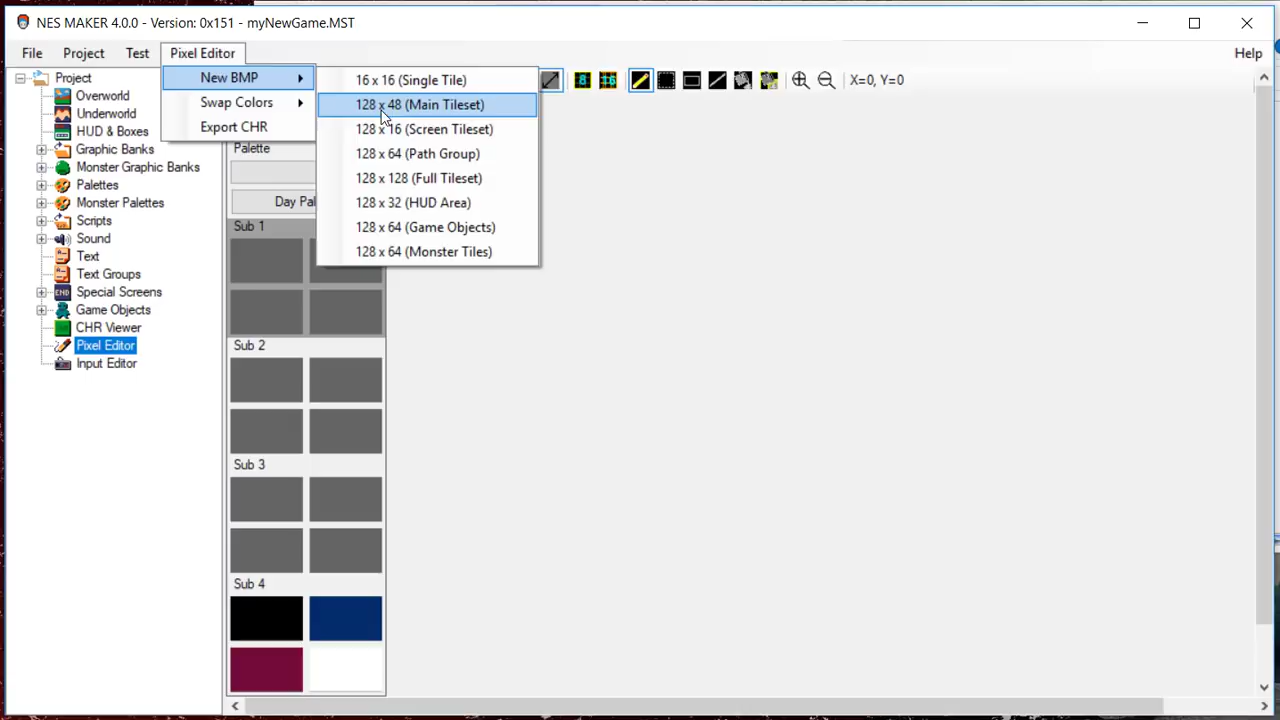 NES MAKER 4.0.0 - Version: 0x151 - myNewGame.MST
File Project Test Pixel Editor Help
New BMP
Swap Colors
Export CHR
16 x 16 (Single Tile)
128 x 48 (Main Tileset)
128 x 16 (Screen Tileset)
128 x 64 (Path Group)
128 x 128 (Full Tileset)
128 x 32 (HUD Area)
128 x 64 (Game Objects)
128 x 64 (Monster Tiles)
8 16 X=0, Y=0
Project
Overworld
Underworld
HUD & Boxes
Graphic Banks
Monster Graphic Banks
Palettes
Monster Palettes
Scripts
Sound
Text
Text Groups
END Special Screens
Game Objects
CHR Viewer
Pixel Editor
Input Editor
Palette
Day Pal
Sub 1
Sub 2
Sub 3
Sub 4